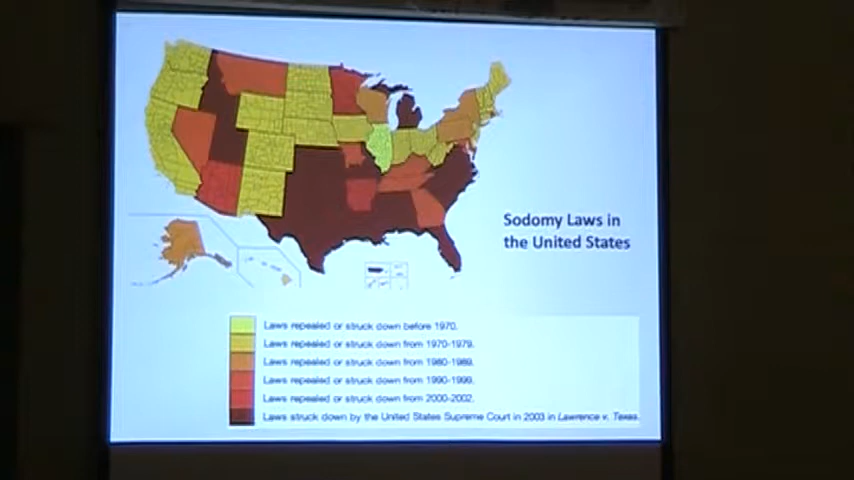 Sodomy Laws in
the United States
Laws repealed or struck down before 1970.
Laws repealed or struck down from 1970-1979.
Laws repealed or struck down from 1980-1989.
Laws repealed or struck down from 1990-1999.
Laws repealed or struck down from 2000-2002.
Laws struck down by the United States Supreme Court in 2003 in Lawrence v. Texas.